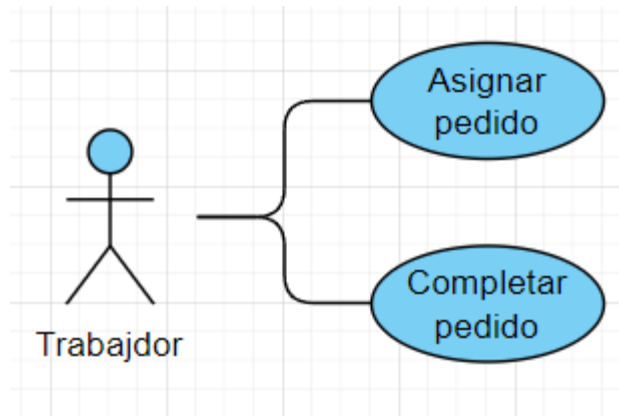 Asignar
pedido
Completar
pedido
Trabajdor